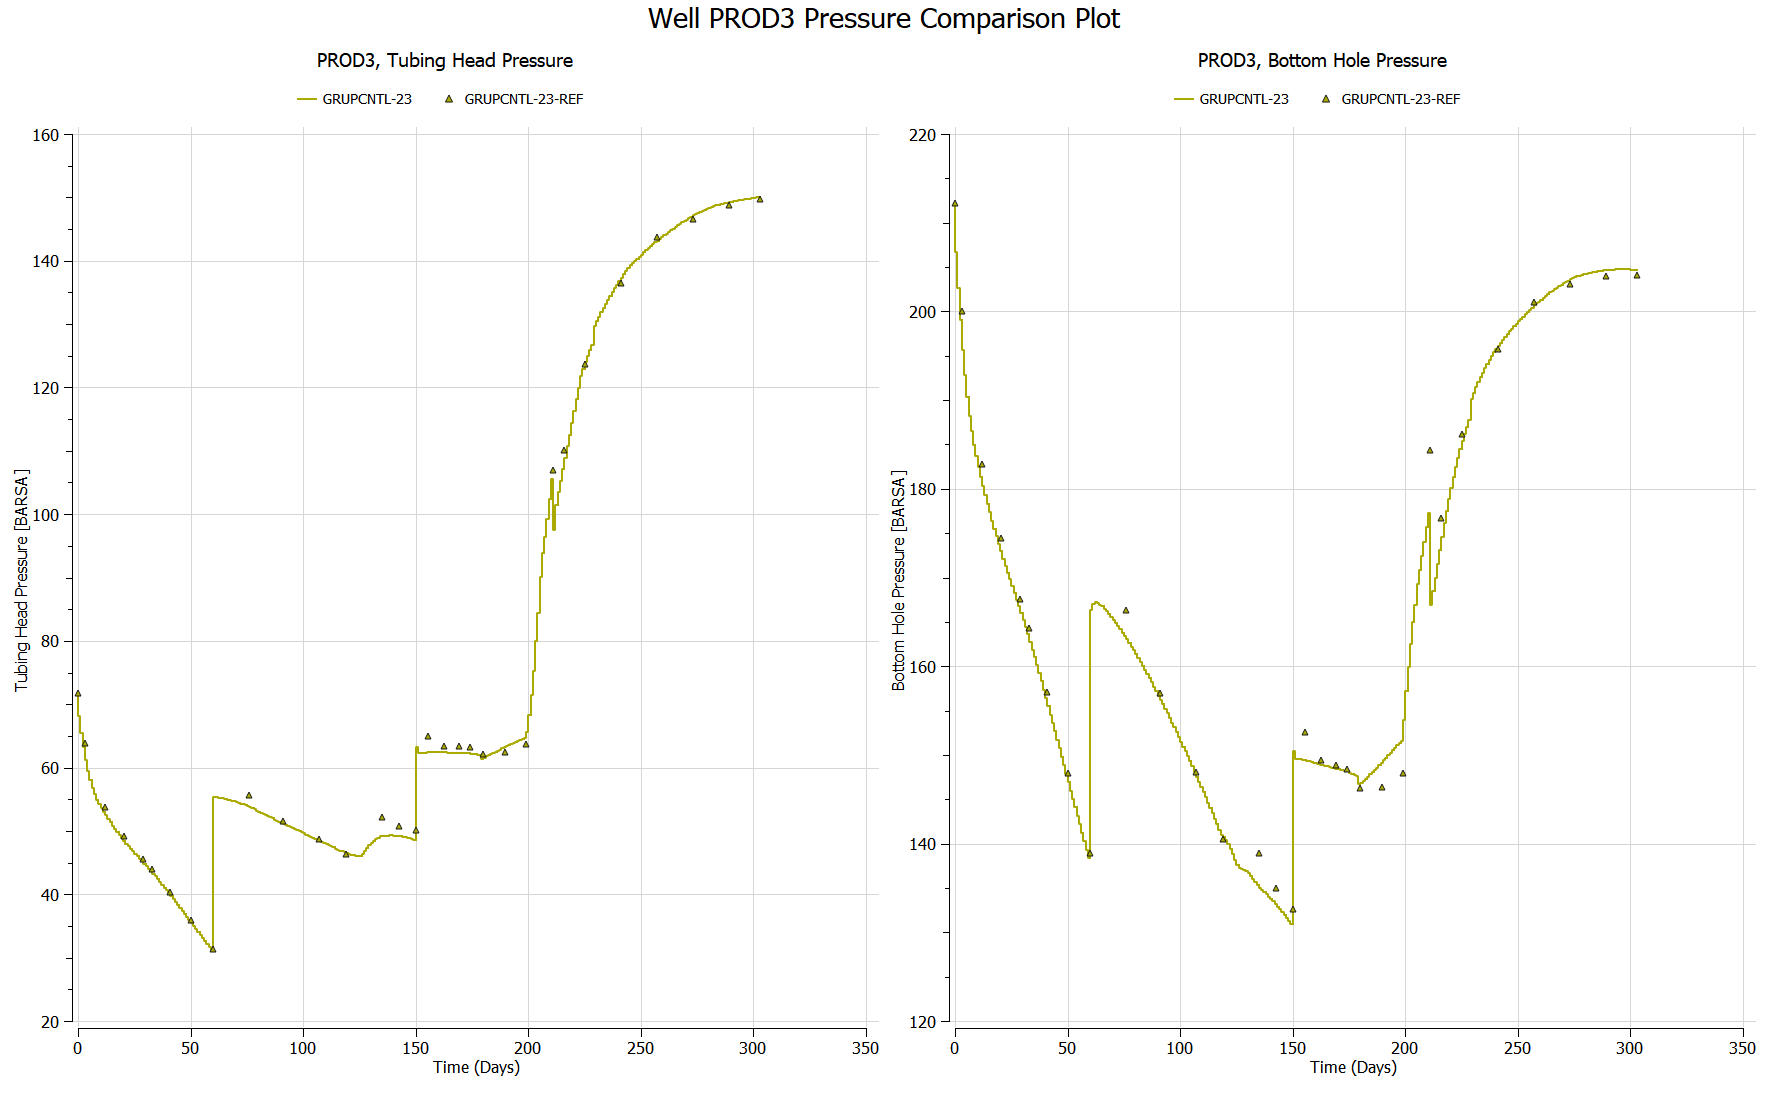 Well PROD3 Pressure Comparison Plot
PROD3, Tubing Head Pressure
GRUPCNTL-23 GRUPCNTL-23-REF
Tubing Head Pressure [BARSA]
160
140
120
100
80
60
40
20
0 50 100 150 200 250 300 350
Time (Days)
PROD3, Bottom Hole Pressure
GRUPCNTL-23 GRUPCNTL-23-REF
Bottom Hole Pressure [BARSA]
220
200
180
160
140
120
0 50 100 150 200 250 300 350
Time (Days)